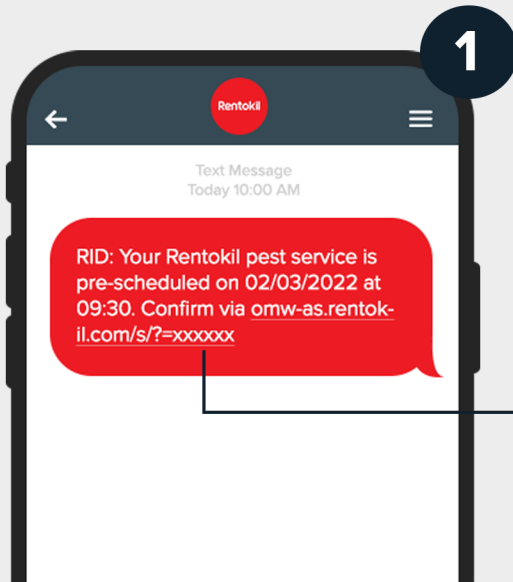 1
Rentokil
Text Message
Today 10:00 AM
RID: Your Rentokil pest service is
pre-scheduled on 02/03/2022 at
09:30. Confirm via omw-as.rentok-
il.com/s/?=xxxxxx